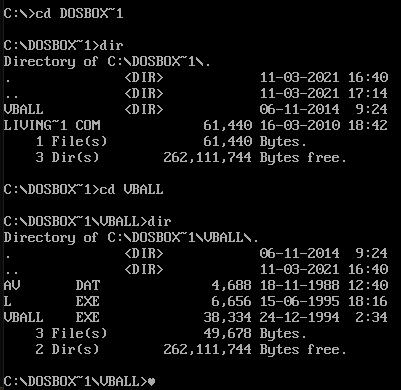 C:\>cd DOSBOX~1
C:\DOSBOX~1>dir
Directory of C:\DOSBOX~1\.
.              <DIR>            11-03-2021 16:40
..             <DIR>            11-03-2021 17:14
VBALL          <DIR>            06-11-2014  9:24
LIVING~1 COM             61,440 16-03-2010 18:42
    1 File(s)            61,440 Bytes.
    3 Dir(s)        262,111,744 Bytes free.
C:\DOSBOX~1>cd VBALL
C:\DOSBOX~1\VBALL>dir
Directory of C:\DOSBOX~1\VBALL\.
.              <DIR>            06-11-2014  9:24
..             <DIR>            11-03-2021 16:40
AV       DAT              4,688 18-11-1988 12:40
L        EXE              6,656 15-06-1995 18:16
VBALL    EXE             38,334 24-12-1994  2:34
    3 File(s)            49,678 Bytes.
    2 Dir(s)        262,111,744 Bytes free.
C:\DOSBOX~1\VBALL>♥